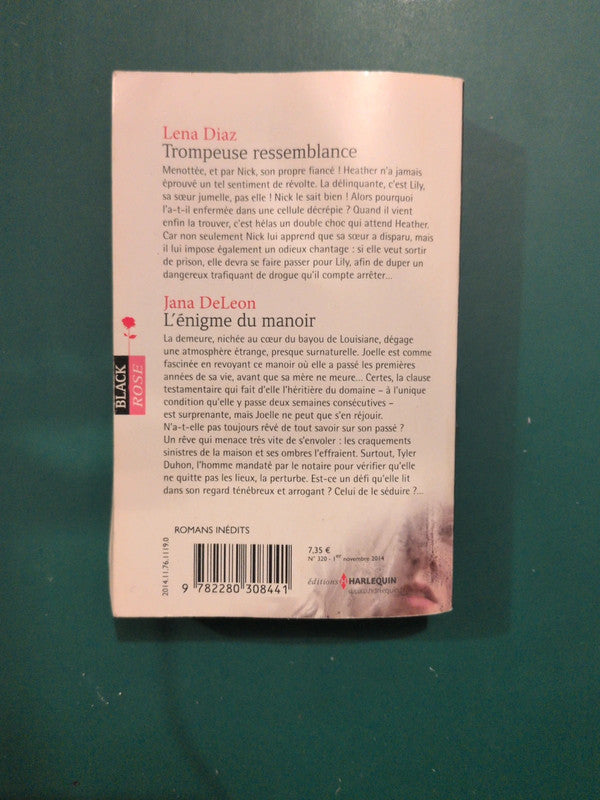 Lena Diaz
Trompeuse ressemblance
Menottée, et par Nick, son propre fiancé ! Heather n'a jamais
éprouvé un tel sentiment de révolte. La délinquante, c'est Lily,
sa sœur jumelle, pas elle ! Nick le sait bien ! Alors pourquoi
l'a-t-il enfermée dans une cellule décrépie ? Quand il vient
enfin la trouver, c'est hélas un double choc qui attend Heather.
Car non seulement Nick lui apprend que sa sœur a disparu, mais
il lui impose également un odieux chantage : si elle veut sortir
de prison, elle devra se faire passer pour Lily, afin de duper un
dangereux trafiquant de drogue qu'il compte arrêter...
Jana DeLeon
L'énigme du manoir
La demeure, nichée au cœur du bayou de Louisiane, dégage
une atmosphère étrange, presque surnaturelle. Joelle est comme
fascinée en revoyant ce manoir où elle a passé les premières
années de sa vie, avant que sa mère ne meure... Certes, la clause
testamentaire qui fait d'elle l'héritière du domaine – à l'unique
condition qu'elle y passe deux semaines consécutives –
est surprenante, mais Joelle ne peut que s'en réjouir.
N'a-t-elle pas toujours rêvé de tout savoir sur son passé ?
Un rêve qui menace très vite de s'envoler : les craquements
sinistres de la maison et ses ombres l'effraient. Surtout, Tyler
Duhon, l'homme mandaté par le notaire pour vérifier qu'elle
ne quitte pas les lieux, la perturbe. Est-ce un défi qu'elle lit
dans son regard ténébreux et arrogant ? Celui de le séduire ?...
BLACK
ROSE
ROMANS INÉDITS
2014.11.76.1119.0
9 782280 308441
7,35 €
N° 320 - 1er novembre 2014
éditions HARLEQUIN
www.harlequin.fr